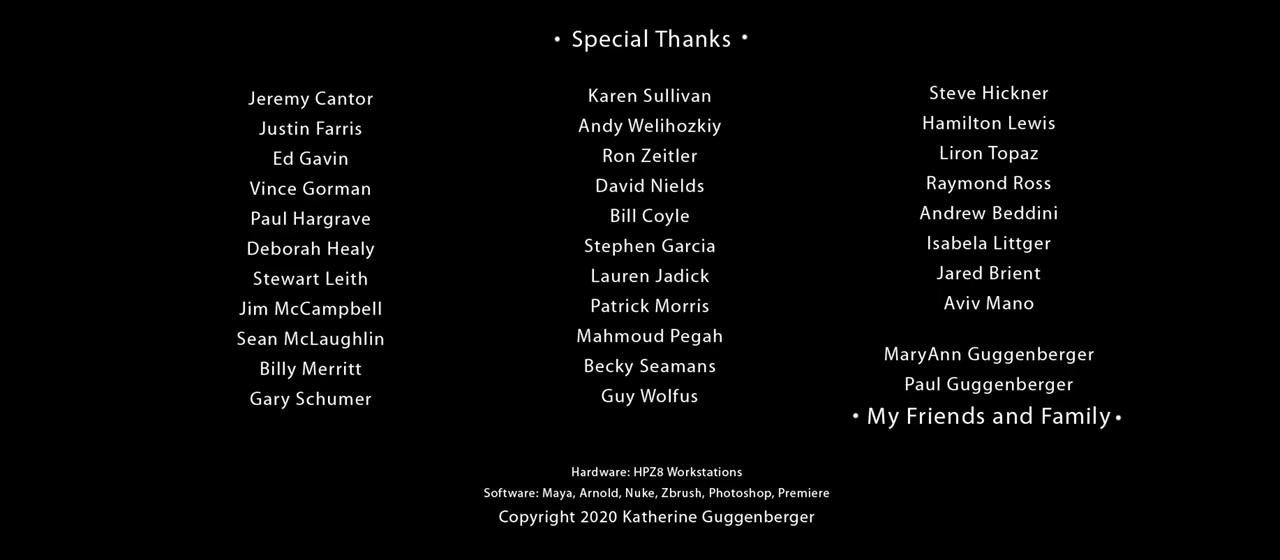 • Special Thanks •
Jeremy Cantor
Justin Farris
Ed Gavin
Vince Gorman
Paul Hargrave
Deborah Healy
Stewart Leith
Jim McCampbell
Sean McLaughlin
Billy Merritt
Gary Schumer
Karen Sullivan
Andy Welihozkiy
Ron Zeitler
David Nields
Bill Coyle
Stephen Garcia
Lauren Jadick
Patrick Morris
Mahmoud Pegah
Becky Seamans
Guy Wolfus
Steve Hickner
Hamilton Lewis
Liron Topaz
Raymond Ross
Andrew Beddini
Isabela Littger
Jared Brient
Aviv Mano
MaryAnn Guggenberger
Paul Guggenberger
• My Friends and Family •
Hardware: HPZ8 Workstations
Software: Maya, Arnold, Nuke, Zbrush, Photoshop, Premiere
Copyright 2020 Katherine Guggenberger